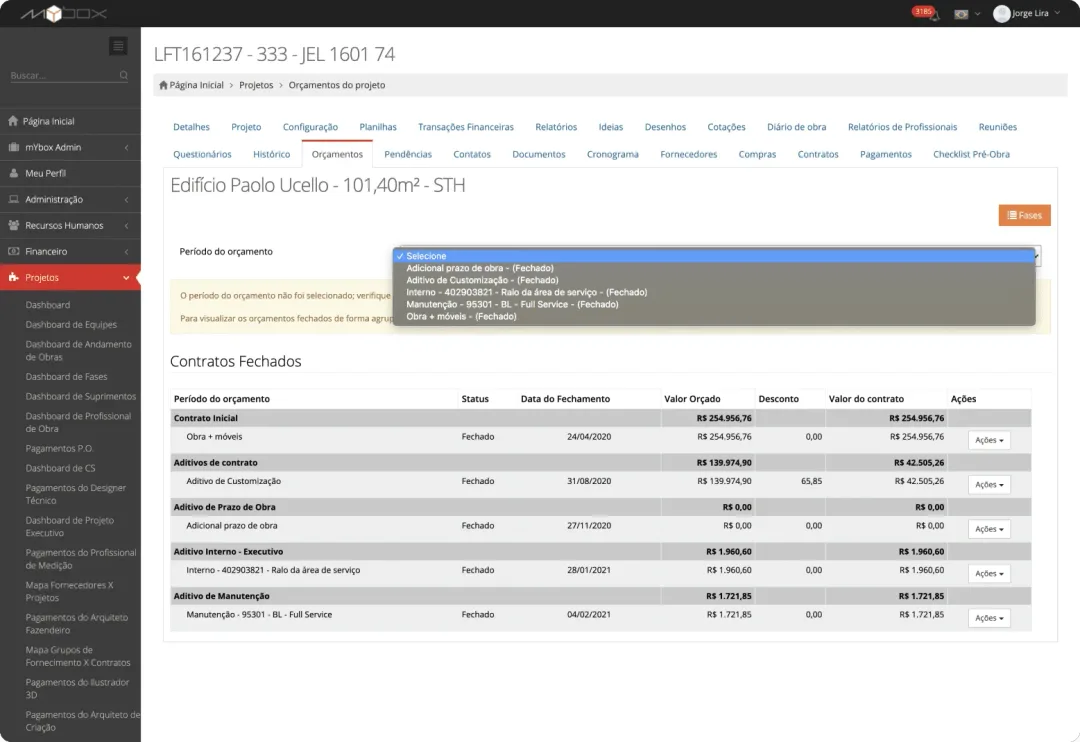 MYBOX
3185
Jorge Lira
Buscar...
Página Inicial
mYbox Admin
Meu Perfil
Administração
Recursos Humanos
Financeiro
Projetos
Dashboard
Dashboard de Equipes
Dashboard de Andamento
de Obras
Dashboard de Fases
Dashboard de Suprimentos
Dashboard de Profissional
de Obra
Pagamentos P.O.
Dashboard de CS
Pagamentos do Designer
Técnico
Dashboard de Projeto
Executivo
Pagamentos do Profissional
de Medição
Mapa Fornecedores X
Projetos
Pagamentos do Arquiteto
Fazendeiro
Mapa Grupos de
Fornecimento X Contratos
Pagamentos do Ilustrador
3D
Pagamentos do Arquiteto de
Criação
LFT161237 - 333 - JEL 1601 74
Página Inicial > Projetos > Orçamentos do projeto
Detalhes Projeto Configuração Planilhas Transações Financeiras Relatórios Ideias Desenhos Cotações Diário de obra Relatórios de Profissionais Reuniões
Questionários Histórico Orçamentos Pendências Contatos Documentos Cronograma Fornecedores Compras Contratos Pagamentos Checklist Pré-Obra
Edifício Paolo Ucello - 101,40m² - STH
Fases
Período do orçamento
✓ Selecione
Adicional prazo de obra - (Fechado)
Aditivo de Customização - (Fechado)
Interno - 402903821 - Ralo da área de serviço - (Fechado)
Manutenção - 95301 - BL - Full Service - (Fechado)
Obra + móveis - (Fechado)
O período do orçamento não foi selecionado; verifique
Para visualizar os orçamentos fechados de forma agrup
Contratos Fechados
Período do orçamento Status Data do Fechamento Valor Orçado Desconto Valor do contrato Ações
Contrato Inicial R$ 254.956,76 R$ 254.956,76
Obra + móveis Fechado 24/04/2020 R$ 254.956,76 0,00 R$ 254.956,76 Ações
Aditivos de contrato R$ 139.974,90 R$ 42.505,26
Aditivo de Customização Fechado 31/08/2020 R$ 139.974,90 65,85 R$ 42.505,26 Ações
Aditivo de Prazo de Obra R$ 0,00 R$ 0,00
Adicional prazo de obra Fechado 27/11/2020 R$ 0,00 0,00 R$ 0,00 Ações
Aditivo Interno - Executivo R$ 1.960,60 R$ 1.960,60
Interno - 402903821 - Ralo da área de serviço Fechado 28/01/2021 R$ 1.960,60 0,00 R$ 1.960,60 Ações
Aditivo de Manutenção R$ 1.721,85 R$ 1.721,85
Manutenção - 95301 - BL - Full Service Fechado 04/02/2021 R$ 1.721,85 0,00 R$ 1.721,85 Ações